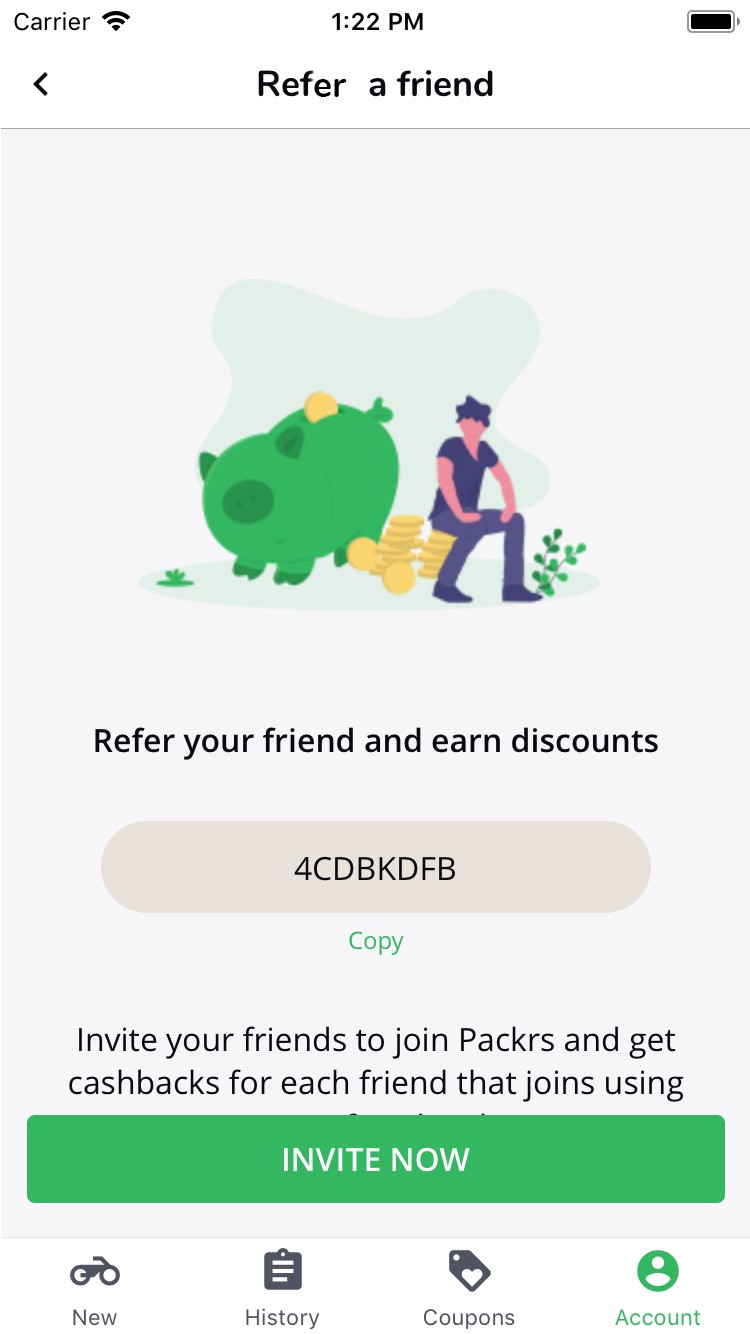 Carrier 1:22 PM
Refer a friend
Refer your friend and earn discounts
4CDBKDFB
Copy
Invite your friends to join Packrs and get
cashbacks for each friend that joins using
INVITE NOW
New History Coupons Account